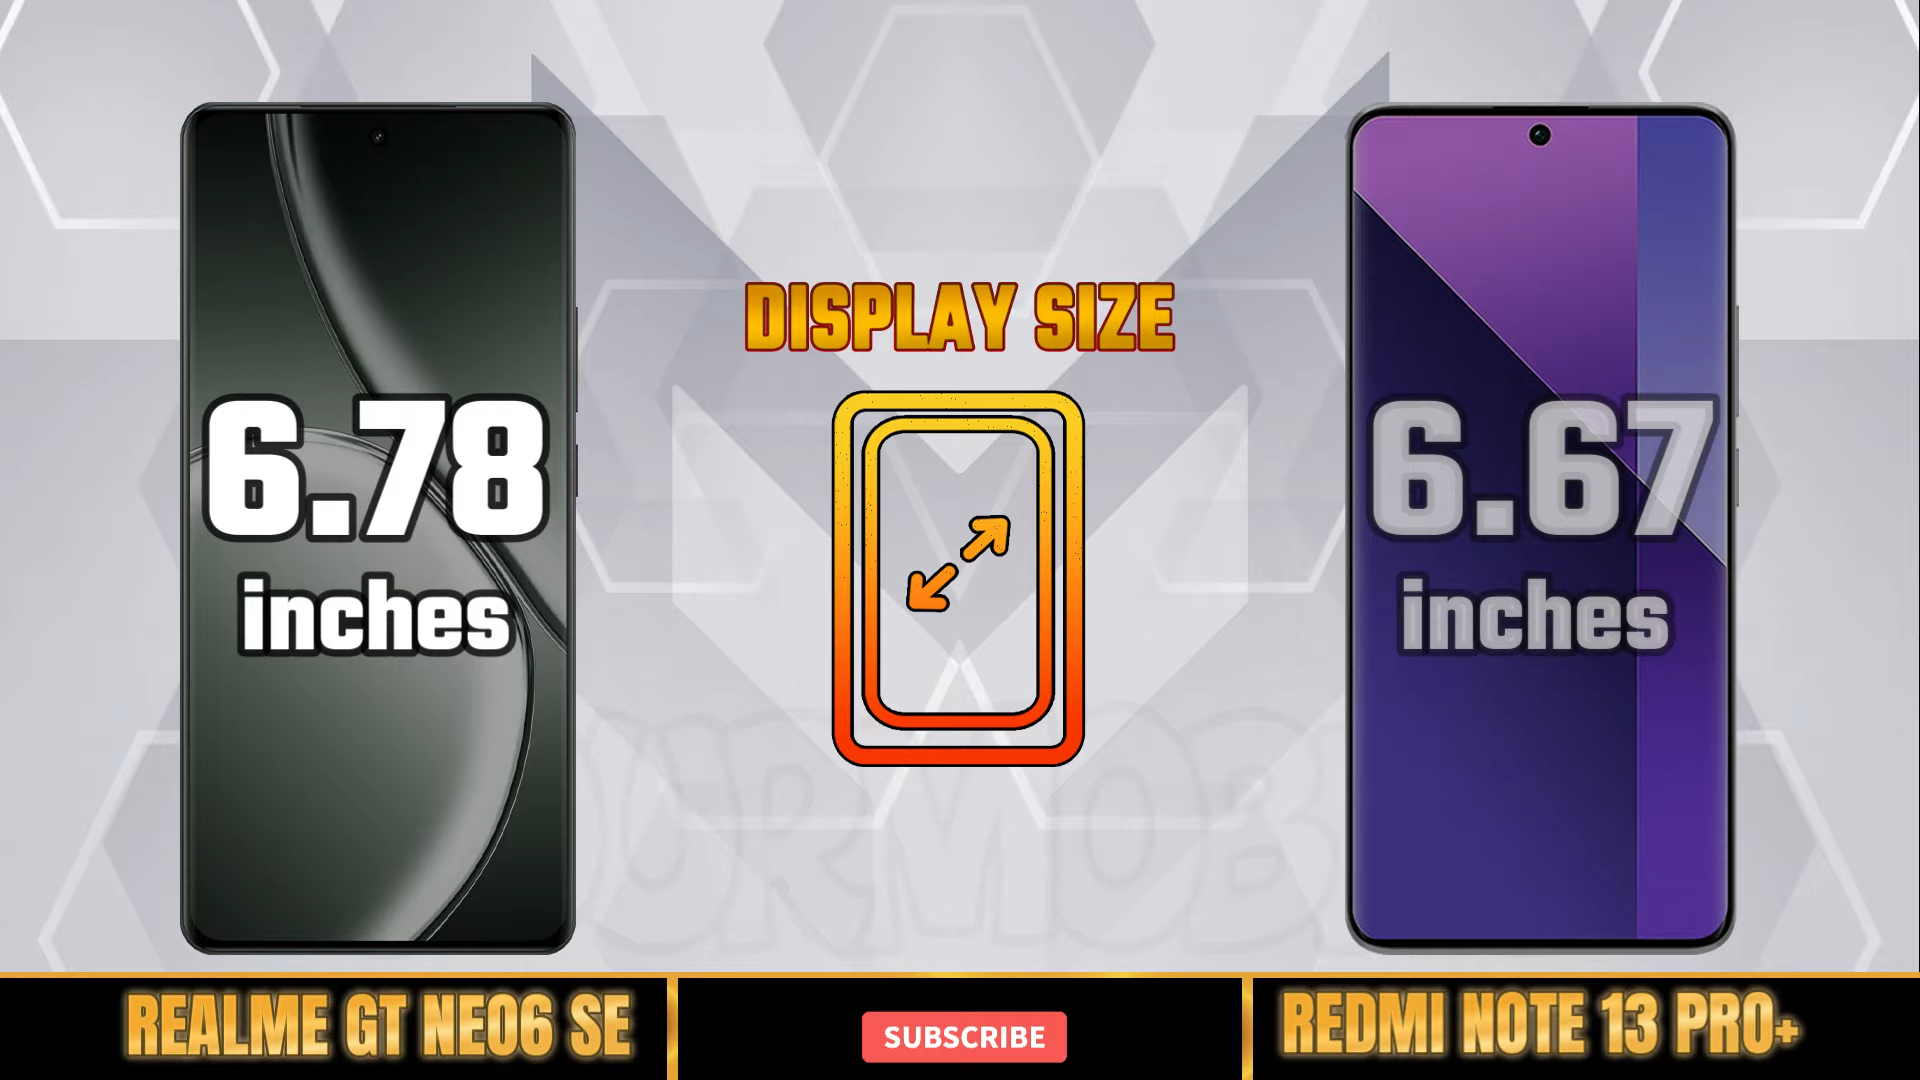 DISPLAY SIZE
6.78
inches
6.67
inches
REALME GT NEO6 SE
SUBSCRIBE
REDMI NOTE 13 PRO+